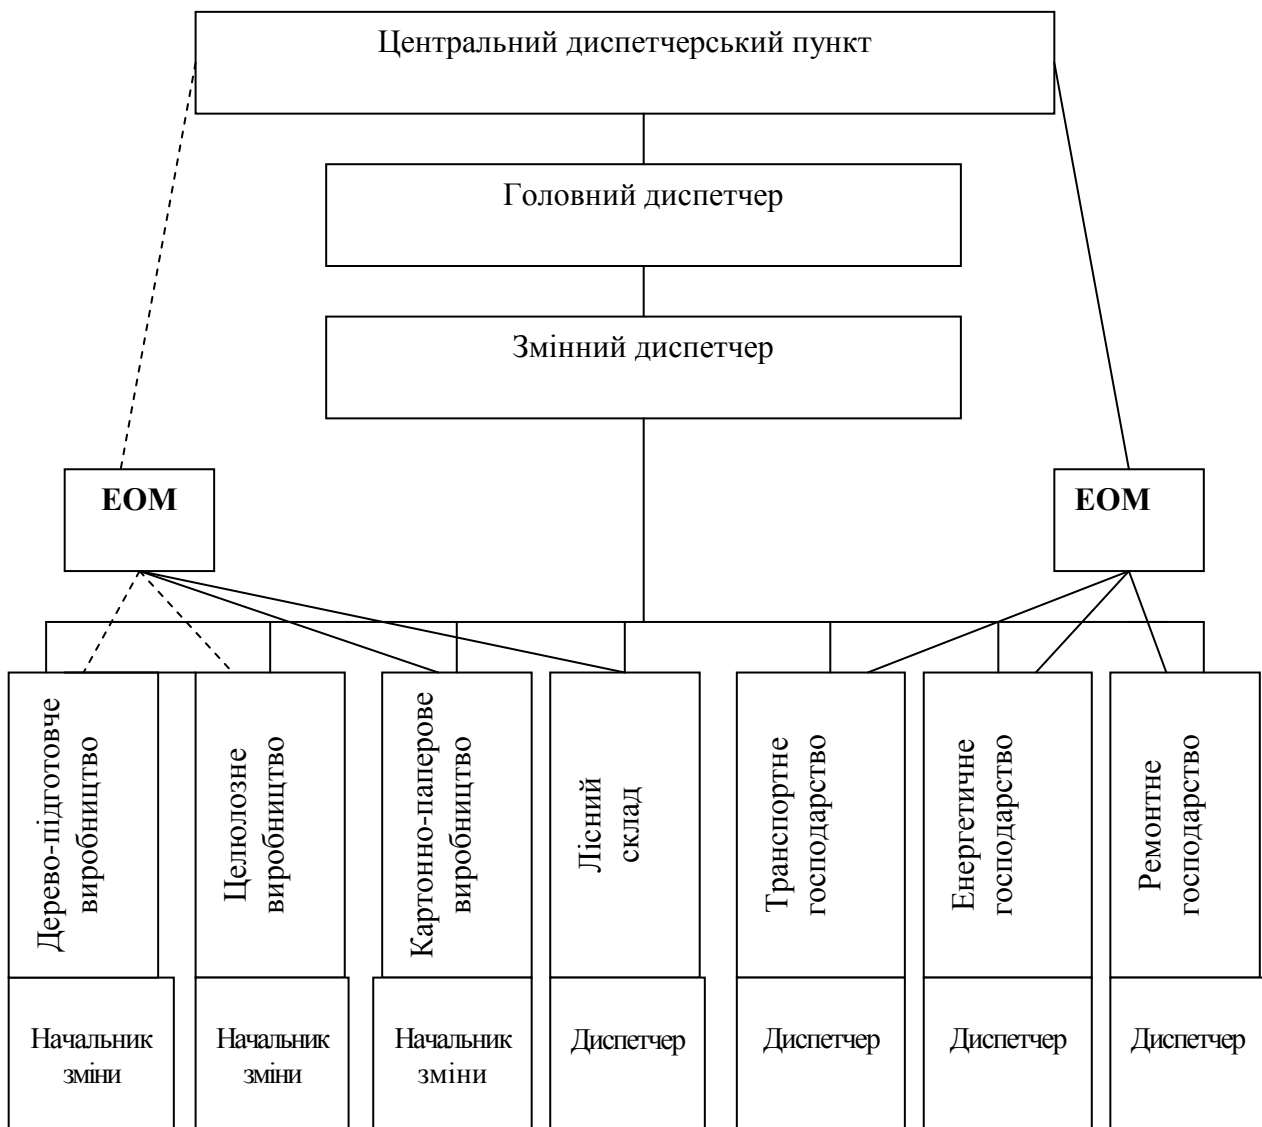 Центральний диспетчерський пункт
Головний диспетчер
Змінний диспетчер
ЕОМ
ЕОМ
Дерево-підготовче
виробництво
Целюлозне
виробництво
Картонно-паперове
виробництво
Лісний
склад
Транспортне
господарство
Енергетичне
господарство
Ремонтне
господарство
Начальник
зміни
Начальник
зміни
Начальник
зміни
Диспетчер
Диспетчер
Диспетчер
Диспетчер